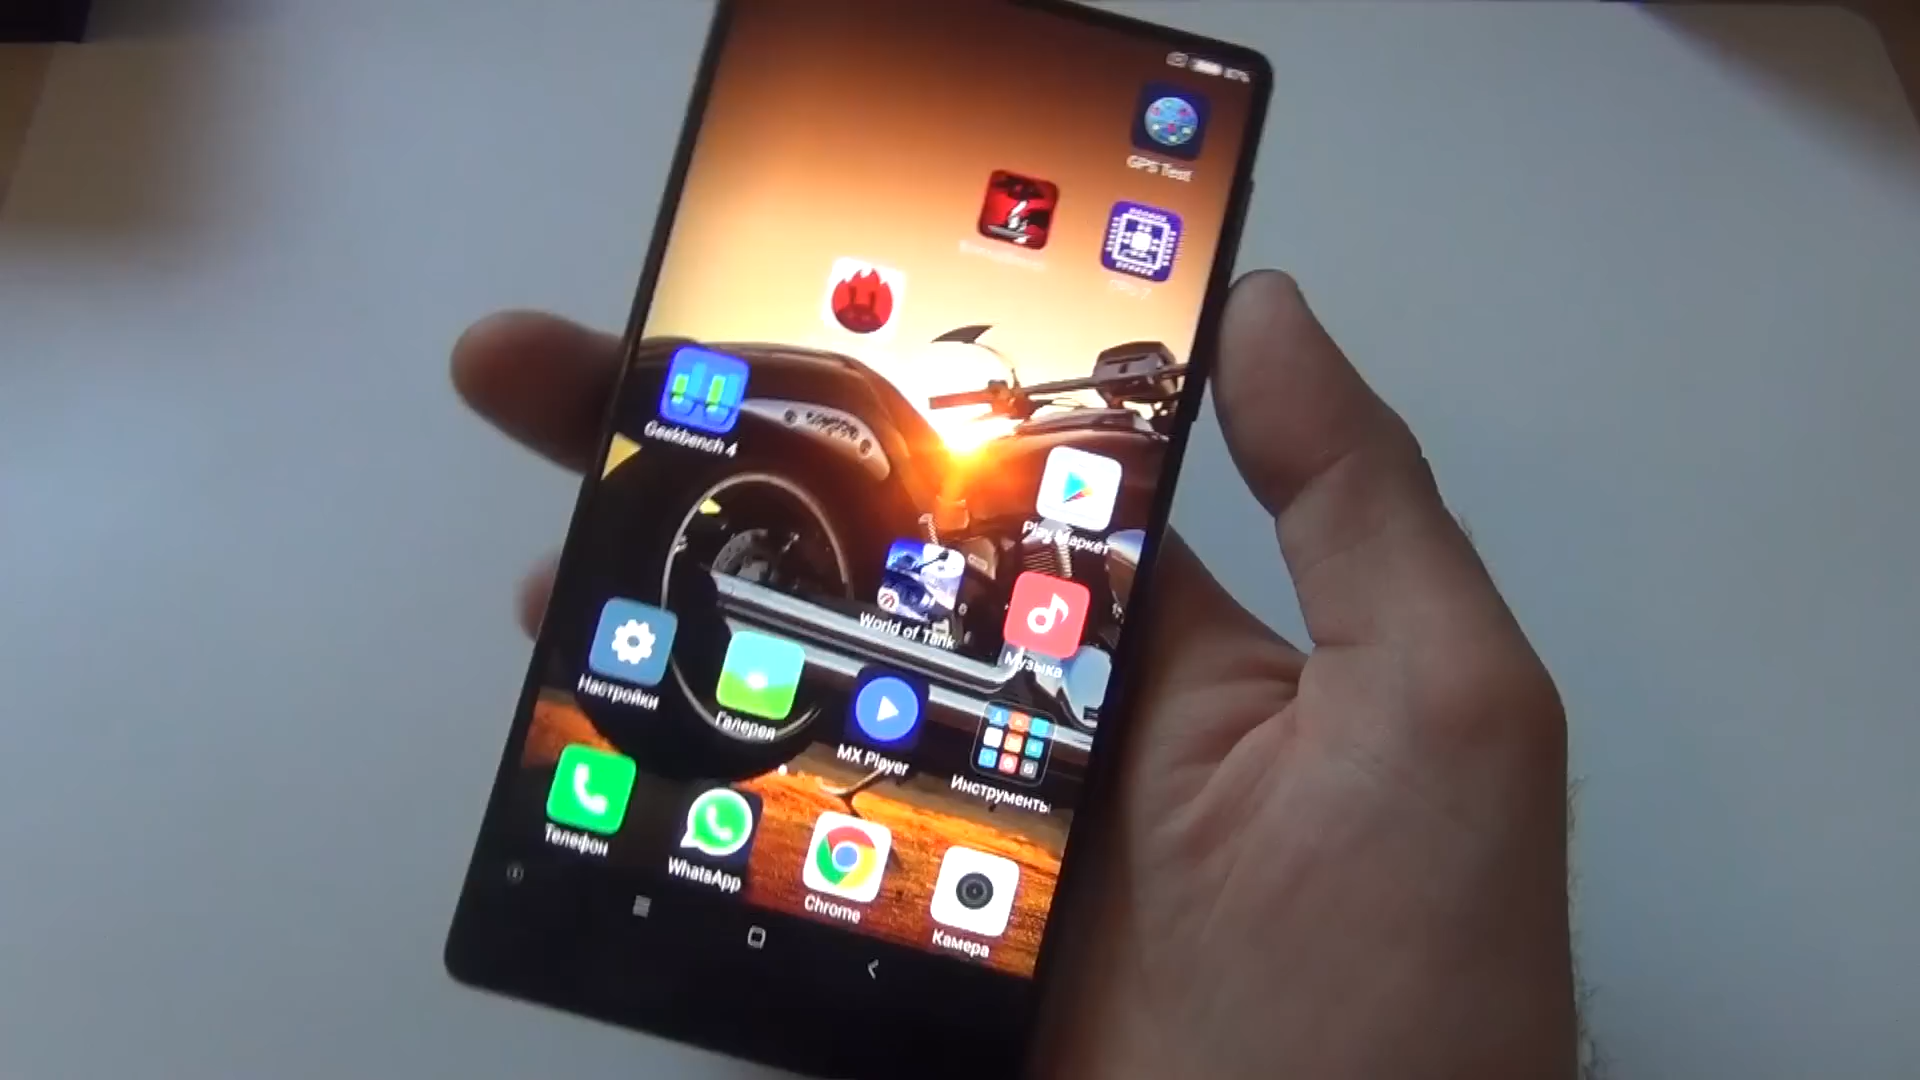 GPS Test
Geekbench 4
Play Маркет
World of Tank
Музыка
Настройки
Галерея
MX Player
Инструменты
Телефон
WhatsApp
Chrome
Камера